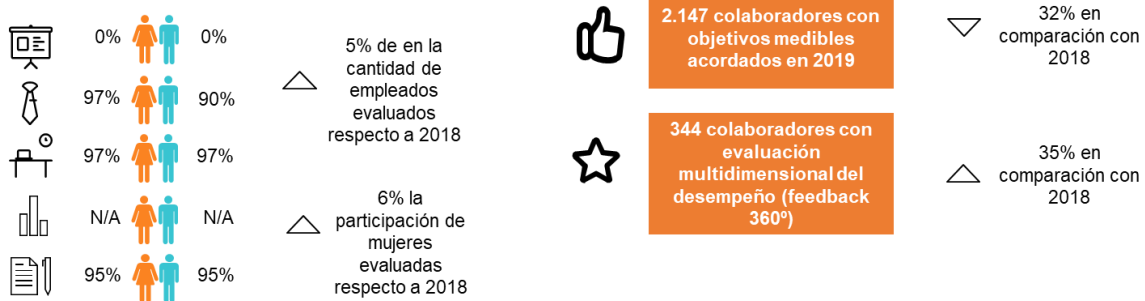 0% 0%
97% 90%
97% 97%
N/A N/A
95% 95%
5% de en la
cantidad de
empleados
evaluados
respecto a 2018
6% la
participación de
mujeres
evaluadas
respecto a 2018
2.147 colaboradores con
objetivos medibles
acordados en 2019
32% en
comparación con
2018
344 colaboradores con
evaluación
multidimensional del
desempeño (feedback
360º)
35% en
comparación con
2018